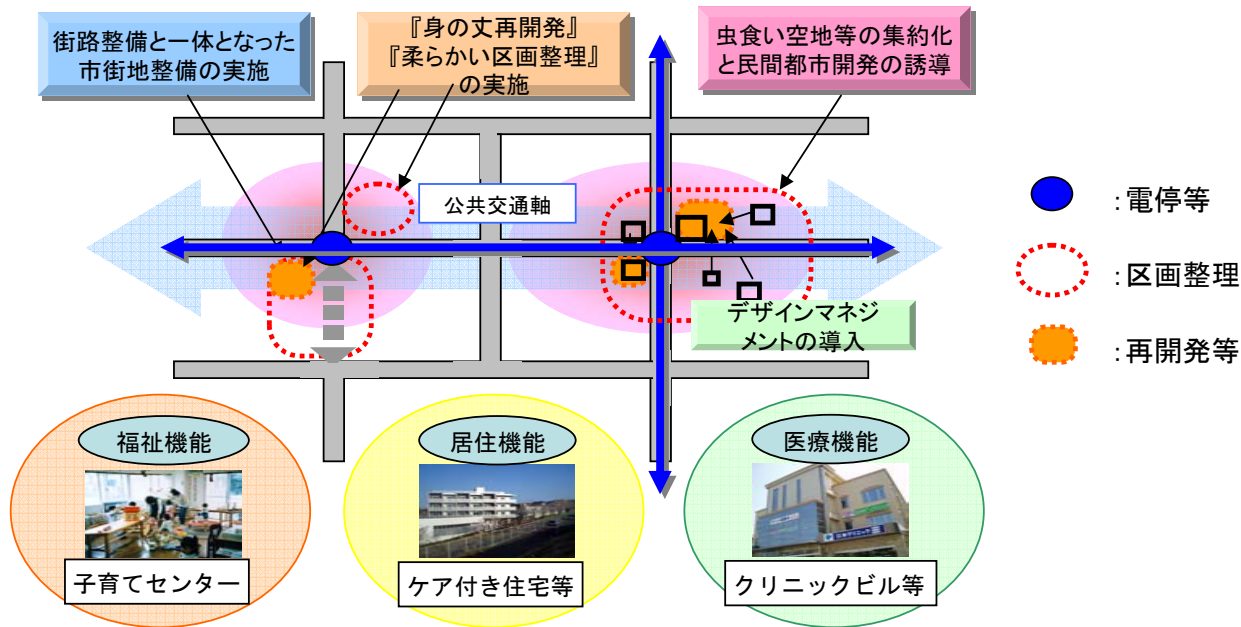 街路整備と一体となった
市街地整備の実施
『身の丈再開発』
『柔らかい区画整理』
の実施
虫食い空地等の集約化
と民間都市開発の誘導
公共交通軸
デザインマネジ
メントの導入
:電停等
:区画整理
:再開発等
福祉機能
子育てセンター
居住機能
ケア付き住宅等
医療機能
クリニックビル等